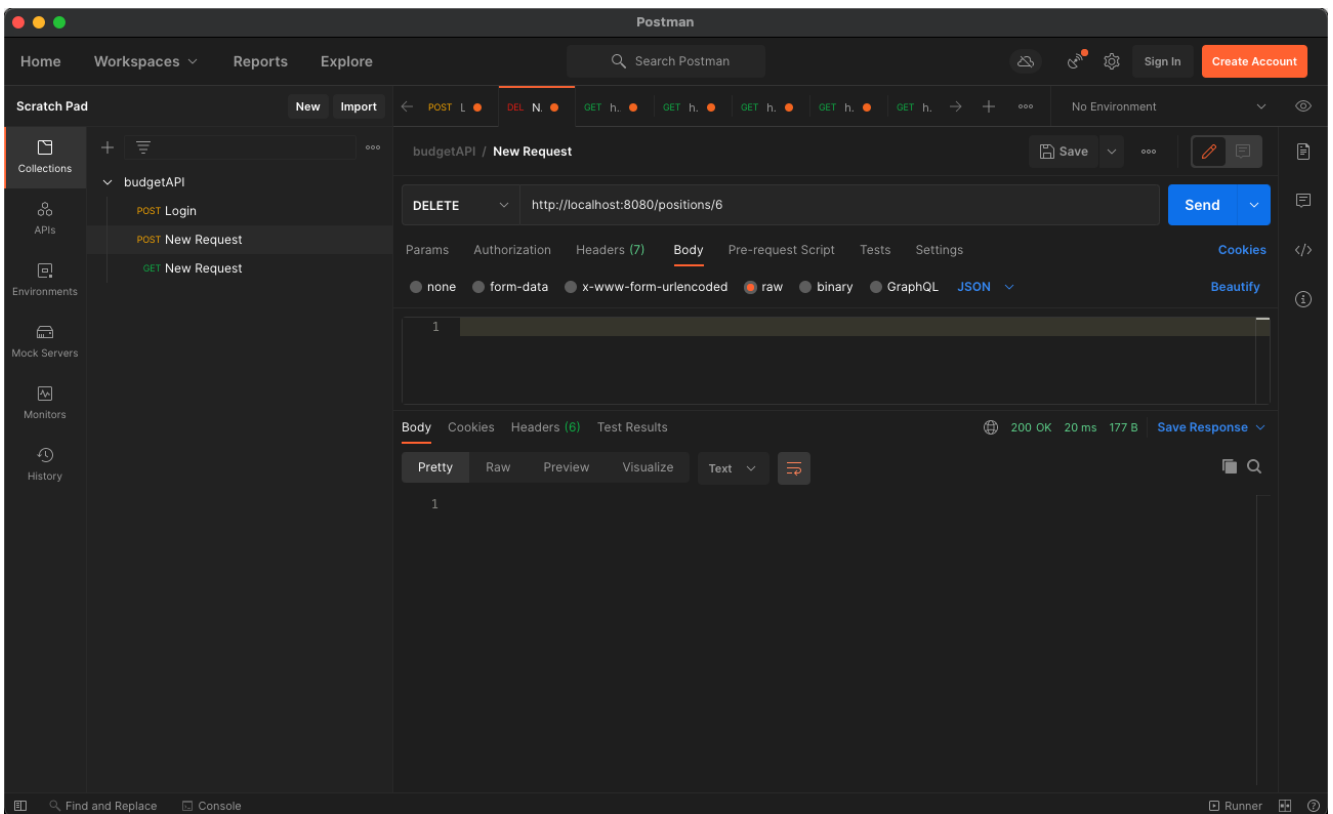 Postman
Home Workspaces Reports Explore Search Postman Sign In Create Account
Scratch Pad New Import POST L DEL N. GET h. GET h. GET h. GET h. GET h. No Environment
Collections
APIs
Environments
Mock Servers
Monitors
History
budgetAPI
POST Login
POST New Request
GET New Request
budgetAPI / New Request Save
DELETE http://localhost:8080/positions/6 Send
Params Authorization Headers (7) Body Pre-request Script Tests Settings Cookies
none form-data x-www-form-urlencoded raw binary GraphQL JSON Beautify
1
Body Cookies Headers (6) Test Results 200 OK 20 ms 177 B Save Response
Pretty Raw Preview Visualize Text
1
Find and Replace Console Runner